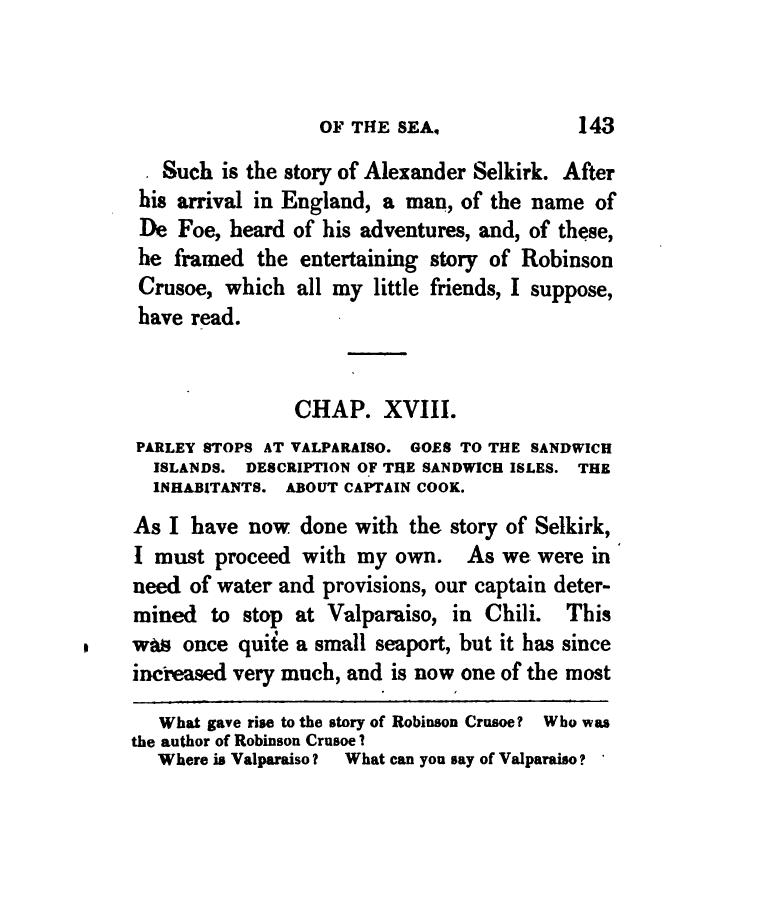 OF THE SEA. 143
Such is the story of Alexander Selkirk. After
his arrival in England, a man, of the name of
De Foe, heard of his adventures, and, of these,
he framed the entertaining story of Robinson
Crusoe, which all my little friends, I suppose,
have read.
CHAP. XVIII.
PARLEY STOPS AT VALPARAISO. GOES TO THE SANDWICH
ISLANDS. DESCRIPTION OF THE SANDWICH ISLES. THE
INHABITANTS. ABOUT CAPTAIN COOK.
As I have now done with the story of Selkirk,
I must proceed with my own. As we were in
need of water and provisions, our captain deter-
mined to stop at Valparaiso, in Chili. This
was once quite a small seaport, but it has since
increased very much, and is now one of the most
What gave rise to the story of Robinson Crusoe? Who was
the author of Robinson Crusoe?
Where is Valparaiso? What can you say of Valparaiso?